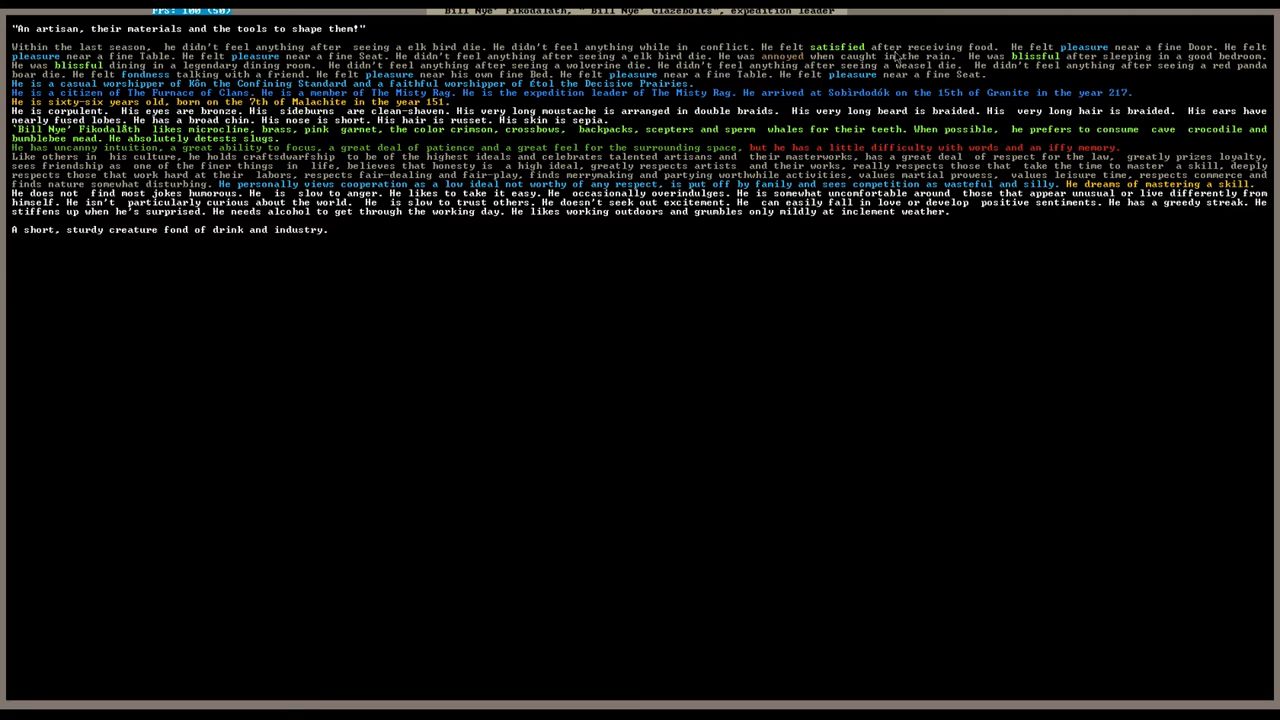 FPS: 100 (50)
`Bill Nye' Fikodalåth, "`Bill Nye' Glazebolts", expedition leader
"An artisan, their materials and the tools to shape them!"
Within the last season, he didn't feel anything after seeing a elk bird die. He didn't feel anything while in conflict. He felt satisfied after receiving food. He felt pleasure near a fine Door. He felt
pleasure near a fine Table. He felt pleasure near a fine Seat. He didn't feel anything after seeing a elk bird die. He was annoyed when caught in the rain. He was blissful after sleeping in a good bedroom.
He was blissful dining in a legendary dining room. He didn't feel anything after seeing a wolverine die. He didn't feel anything after seeing a weasel die. He didn't feel anything after seeing a red panda
boar die. He felt fondness talking with a friend. He felt pleasure near his own fine Bed. He felt pleasure near a fine Table. He felt pleasure near a fine Seat.
He is a casual worshipper of Kôn the Confining Standard and a faithful worshipper of Étol the Decisive Prairies.
He is a citizen of The Furnace of Clans. He is a member of The Misty Rag. He is the expedition leader of The Misty Rag. He arrived at Sobìrdodók on the 15th of Granite in the year 217.
He is sixty-six years old, born on the 7th of Malachite in the year 151.
He is corpulent. His eyes are bronze. His sideburns are clean-shaven. His very long moustache is arranged in double braids. His very long beard is braided. His very long hair is braided. His ears have
nearly fused lobes. He has a broad chin. His nose is short. His hair is russet. His skin is sepia.
`Bill Nye' Fikodalåth likes microcline, brass, pink garnet, the color crimson, crossbows, backpacks, scepters and sperm whales for their teeth. When possible, he prefers to consume cave crocodile and
bumblebee mead. He absolutely detests slugs.
He has uncanny intuition, a great ability to focus, a great deal of patience and a great feel for the surrounding space, but he has a little difficulty with words and an iffy memory.
Like others in his culture, he holds craftsdwarfship to be of the highest ideals and celebrates talented artisans and their masterworks, has a great deal of respect for the law, greatly prizes loyalty,
sees friendship as one of the finer things in life, believes that honesty is a high ideal, greatly respects artists and their works, really respects those that take the time to master a skill, deeply
respects those that work hard at their labors, respects fair-dealing and fair-play, finds merrymaking and partying worthwhile activities, values martial prowess, values leisure time, respects commerce and
finds nature somewhat disturbing. He personally views cooperation as a low ideal not worthy of any respect, is put off by family and sees competition as wasteful and silly. He dreams of mastering a skill.
He does not find most jokes humorous. He is slow to anger. He likes to take it easy. He occasionally overindulges. He is somewhat uncomfortable around those that appear unusual or live differently from
himself. He isn't particularly curious about the world. He is slow to trust others. He doesn't seek out excitement. He can easily fall in love or develop positive sentiments. He has a greedy streak. He
stiffens up when he's surprised. He needs alcohol to get through the working day. He likes working outdoors and grumbles only mildly at inclement weather.
A short, sturdy creature fond of drink and industry.